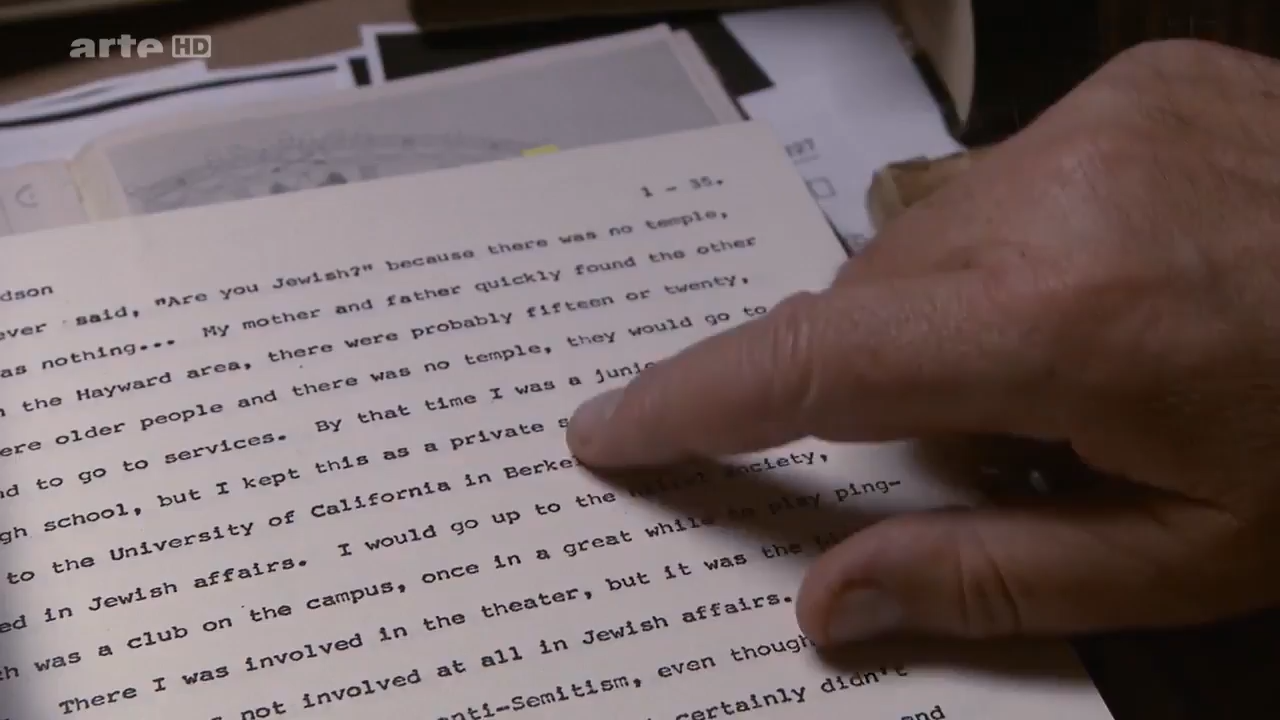 arte HD
1 - 35.
dson
ever said, "Are you Jewish?" because there was no temple,
as nothing... My mother and father quickly found the other
the Hayward area, there were probably fifteen or twenty,
ere older people and there was no temple, they would go to
d to go to services. By that time I was a junio
gh school, but I kept this as a private s
to the University of California in Berke
ed in Jewish affairs. I would go up to the society,
h was a club on the campus, once in a great while to play ping-
There I was involved in the theater, but it was the
not involved at all in Jewish affairs.
nti-Semitism, even though
certainly didn't
and